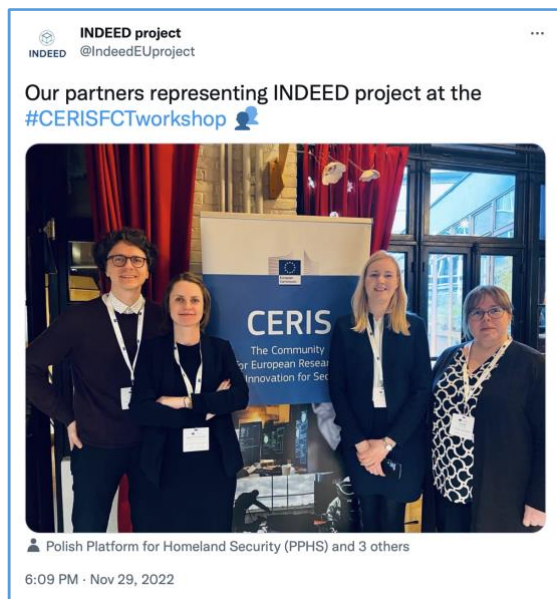 INDEED project
@IndeedEUproject
INDEED
Our partners representing INDEED project at the
#CERISFCTworkshop
European
Commission
CERIS
The Community
for European Resear
Innovation for Sec
Polish Platform for Homeland Security (PPHS) and 3 others
6:09 PM · Nov 29, 2022